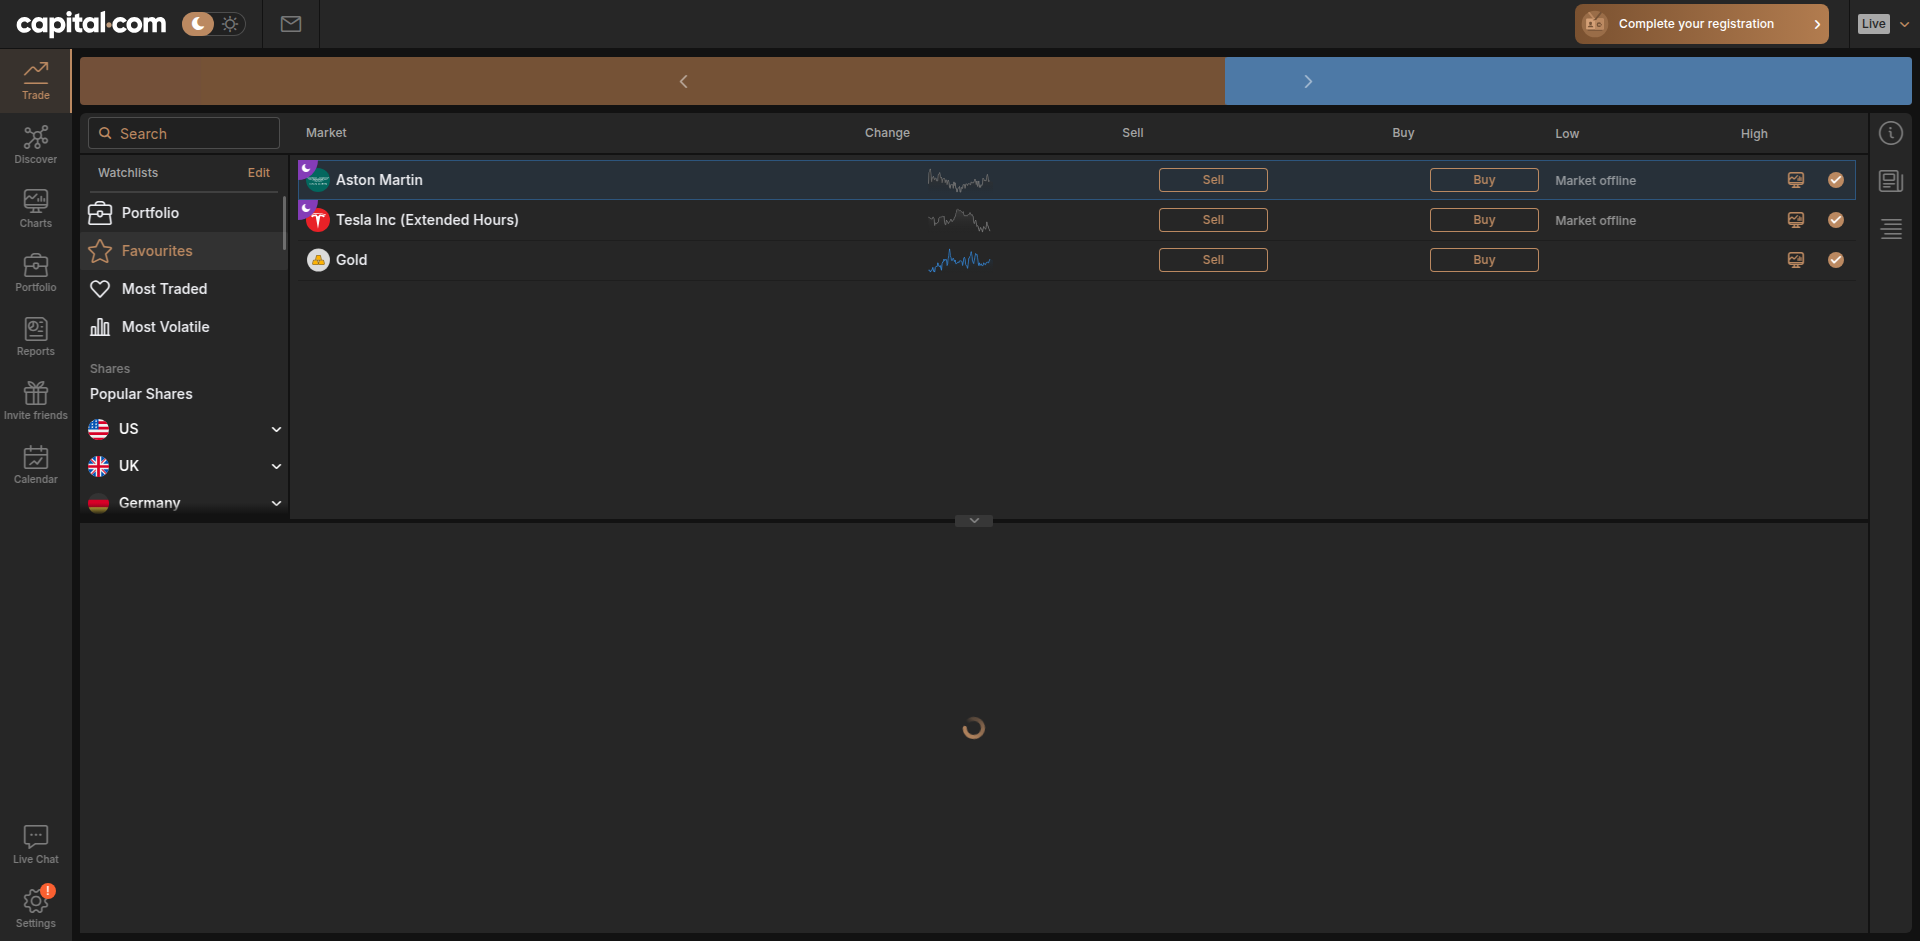 capital.com
Complete your registration
Live
Trade
Discover
Charts
Portfolio
Reports
Invite friends
Calendar
Live Chat
!
Settings
Search
Watchlists Edit
Portfolio
Favourites
Most Traded
Most Volatile
Shares
Popular Shares
US
UK
Germany
Market Change Sell Buy Low High
Aston Martin Sell Buy Market offline
Tesla Inc (Extended Hours) Sell Buy Market offline
Gold Sell Buy